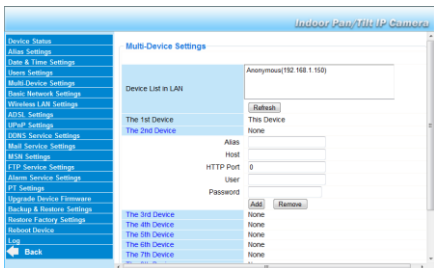 Indoor Pan/Tilt IP Camera
Device Status
Alias Settings
Date & Time Settings
Users Settings
Multi-Device Settings
Basic Network Settings
Wireless LAN Settings
ADSL Settings
UPnP Settings
DDNS Service Settings
Mail Service Settings
MSN Settings
FTP Service Settings
Alarm Service Settings
PT Settings
Upgrade Device Firmware
Backup & Restore Settings
Restore Factory Settings
Reboot Device
Log
Back
Multi-Device Settings
Device List in LAN
Anonymous(192.168.1.150)
Refresh
The 1st Device This Device
The 2nd Device None
Alias
Host
HTTP Port 0
User
Password
Add Remove
The 3rd Device None
The 4th Device None
The 5th Device None
The 6th Device None
The 7th Device None